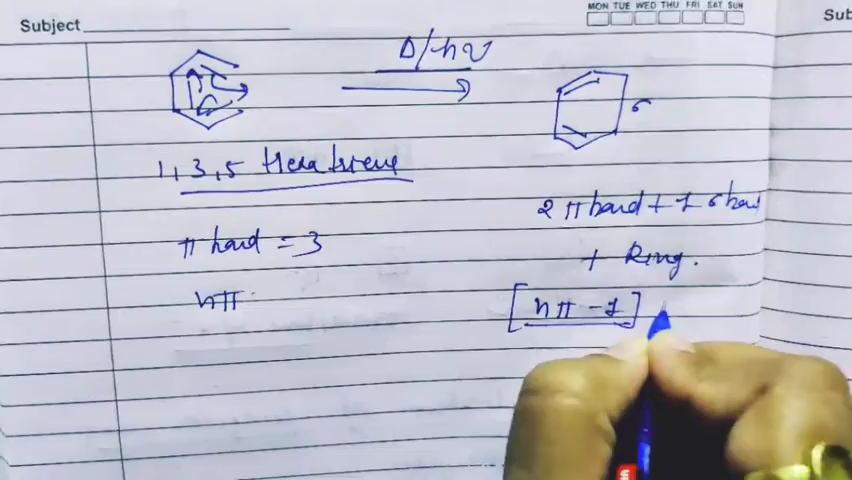 MON TUE WED THU FRI SAT SUN
Subject
Sub
Δ/hν
σ
1,3,5 Hexatriene
2 π bond + 1 σ bond
π bond = 3
+ Ring.
nπ
[nπ - 1]